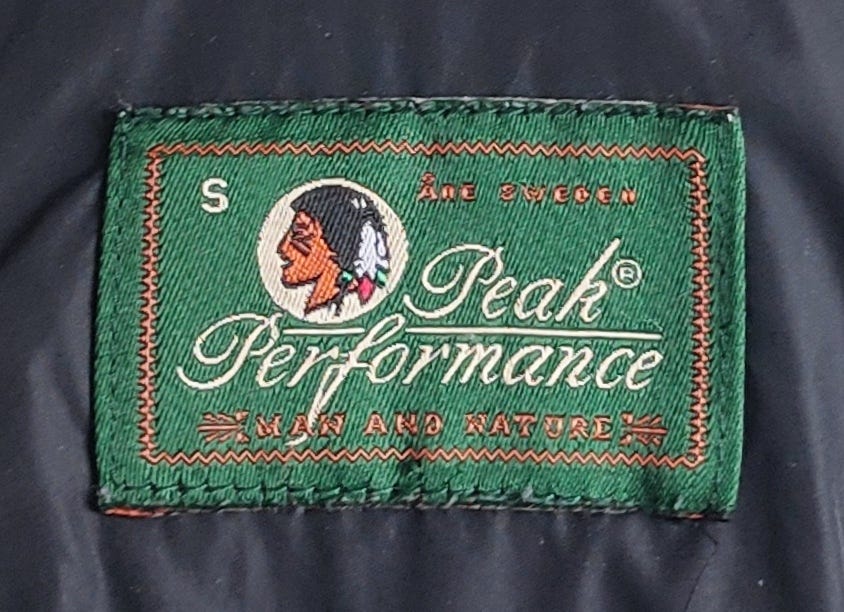 S
ÅRE SWEDEN
Peak®
Performance
MAN AND NATURE